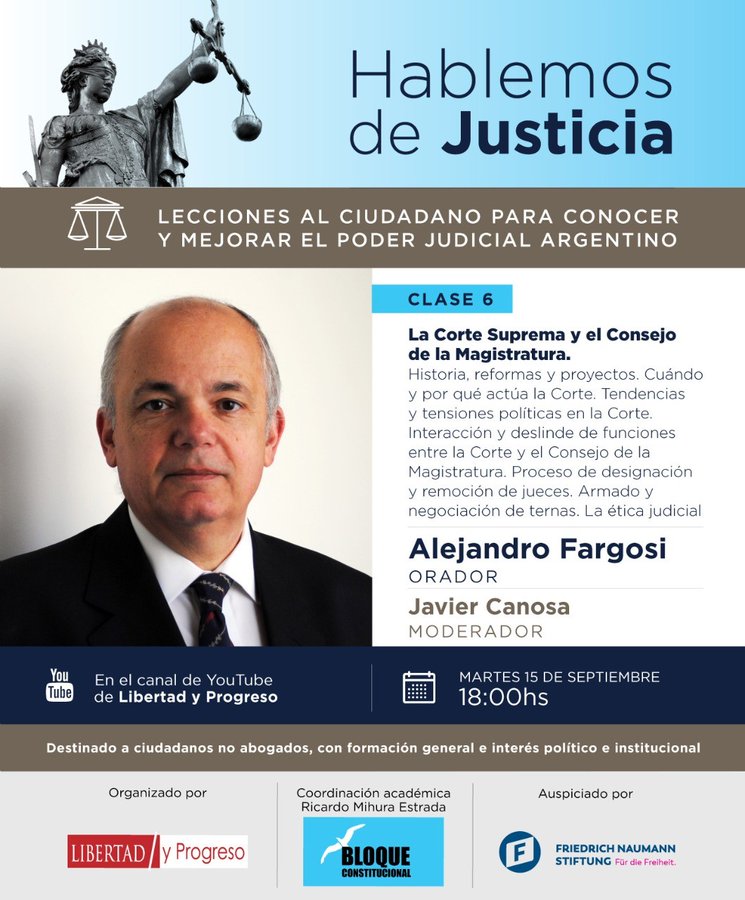 Hablemos
de Justicia
LECCIONES AL CIUDADANO PARA CONOCER
Y MEJORAR EL PODER JUDICIAL ARGENTINO
CLASE 6
La Corte Suprema y el Consejo
de la Magistratura.
Historia, reformas y proyectos. Cuándo
y por qué actúa la Corte. Tendencias
y tensiones políticas en la Corte.
Interacción y deslinde de funciones
entre la Corte y el Consejo de la
Magistratura. Proceso de designación
y remoción de jueces. Armado y
negociación de ternas. La ética judicial
Alejandro Fargosi
ORADOR
Javier Canosa
MODERADOR
You
Tube
En el canal de YouTube
de Libertad y Progreso
MARTES 15 DE SEPTIEMBRE
18:00hs
Destinado a ciudadanos no abogados, con formación general e interés político e institucional
Organizado por
LIBERTAD y Progreso
Coordinación académica
Ricardo Mihura Estrada
BLOQUE
CONSTITUCIONAL
Auspiciado por
F
FRIEDRICH NAUMANN
STIFTUNG Für die Freiheit.